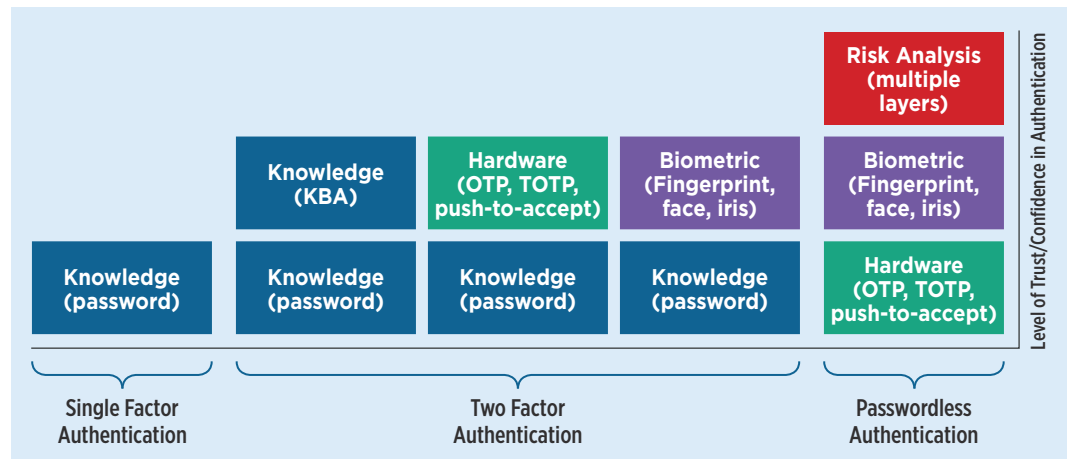 Risk Analysis
(multiple
layers)
Knowledge
(KBA)
Hardware
(OTP, TOTP,
push-to-accept)
Biometric
(Fingerprint,
face, iris)
Biometric
(Fingerprint,
face, iris)
Knowledge
(password)
Knowledge
(password)
Knowledge
(password)
Knowledge
(password)
Hardware
(OTP, TOTP,
push-to-accept)
Level of Trust/Confidence in Authentication
Single Factor
Authentication
Two Factor
Authentication
Passwordless
Authentication